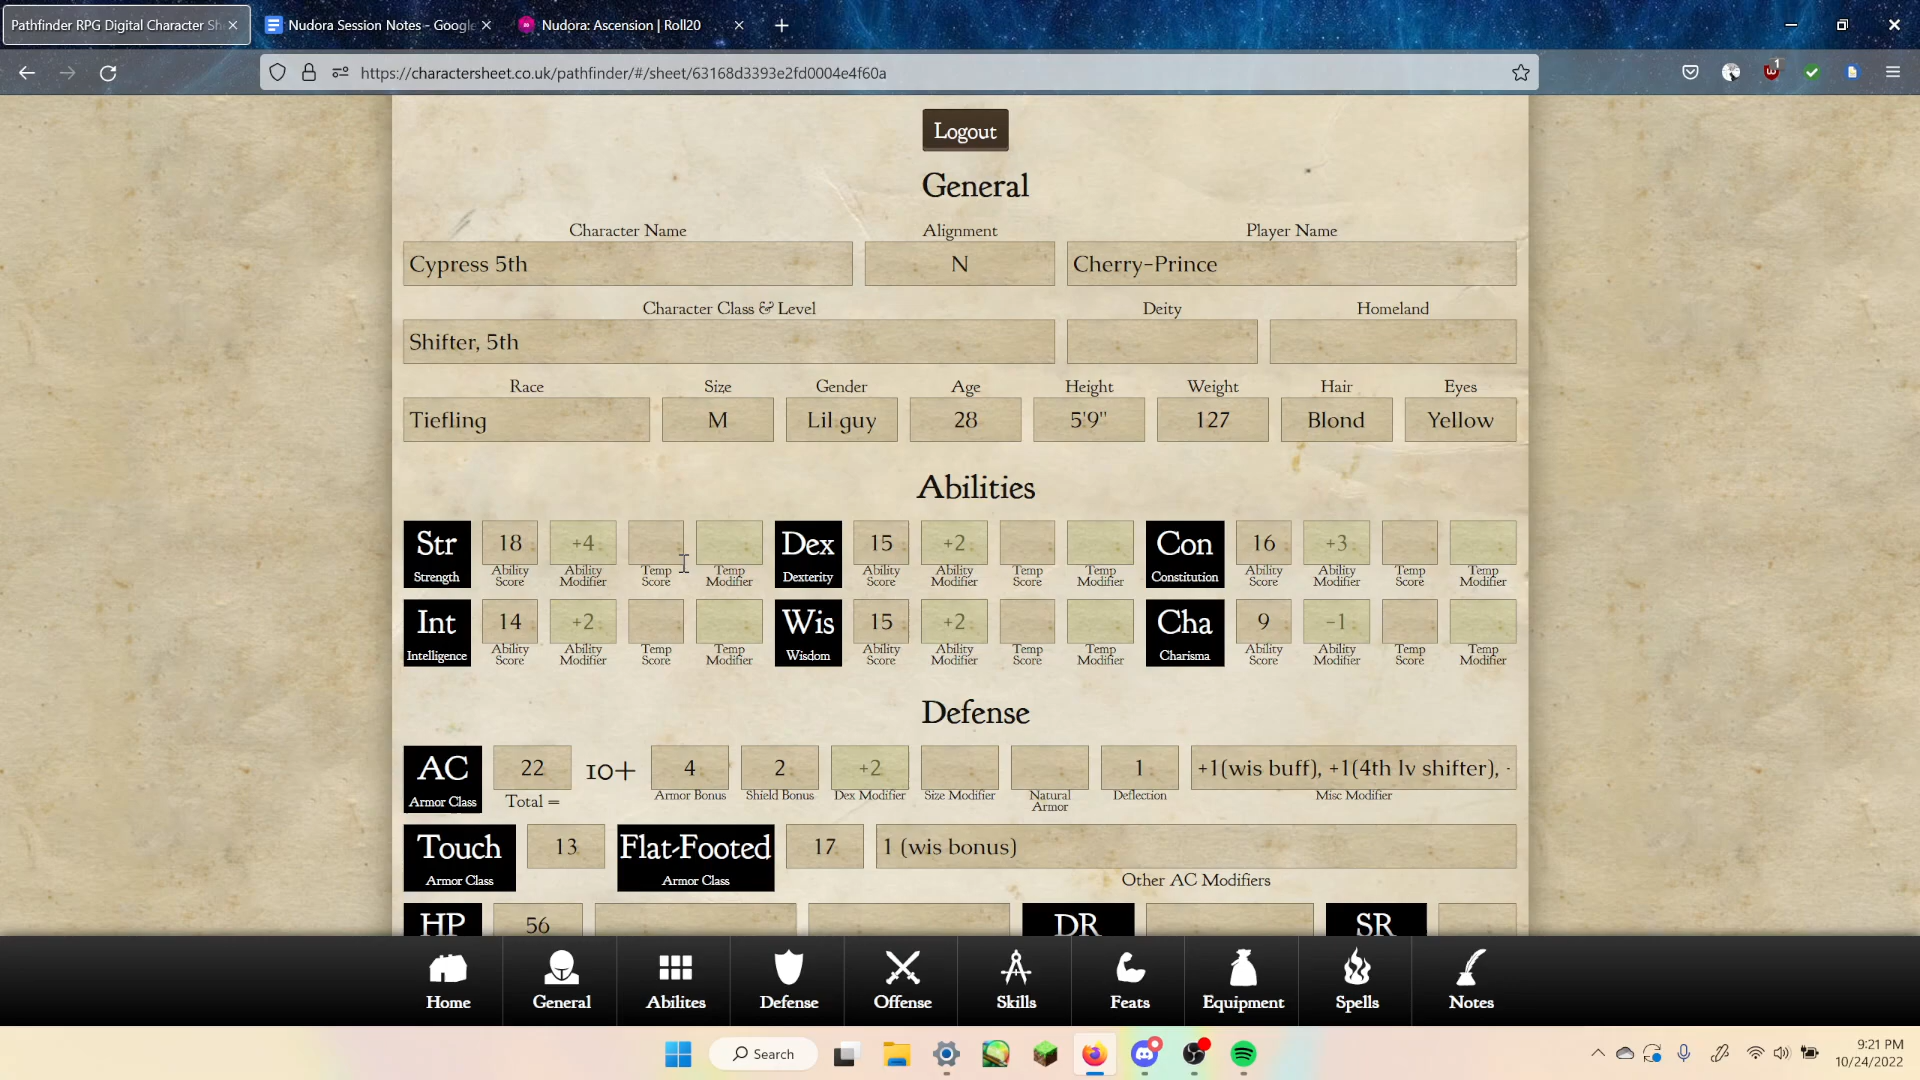 Pathfinder RPG Digital Character Sh
Nudora Session Notes - Google
Nudora: Ascension | Roll20
https://charactersheet.co.uk/pathfinder/#/sheet/63168d3393e2fd0004e4f60a
1
Logout
General
Character Name
Alignment
Player Name
Cypress 5th
N
Cherry-Prince
Character Class & Level
Deity
Homeland
Shifter, 5th
Race
Size
Gender
Age
Height
Weight
Hair
Eyes
Tiefling
M
Lil guy
28
5'9"
127
Blond
Yellow
Abilities
Str
Strength
18
Ability Score
+4
Ability Modifier
Temp Score
Temp Modifier
Dex
Dexterity
15
Ability Score
+2
Ability Modifier
Temp Score
Temp Modifier
Con
Constitution
16
Ability Score
+3
Ability Modifier
Temp Score
Temp Modifier
Int
Intelligence
14
Ability Score
+2
Ability Modifier
Temp Score
Temp Modifier
Wis
Wisdom
15
Ability Score
+2
Ability Modifier
Temp Score
Temp Modifier
Cha
Charisma
9
Ability Score
-1
Ability Modifier
Temp Score
Temp Modifier
Defense
AC
Armor Class
22
Total =
10+
4
Armor Bonus
2
Shield Bonus
+2
Dex Modifier
Size Modifier
Natural Armor
1
Deflection
+1(wis buff), +1(4th lv shifter),
Misc Modifier
Touch
Armor Class
13
Flat-Footed
Armor Class
17
1 (wis bonus)
Other AC Modifiers
HP
56
DR
SR
Home
General
Abilites
Defense
Offense
Skills
Feats
Equipment
Spells
Notes
Search
9:21 PM
10/24/2022